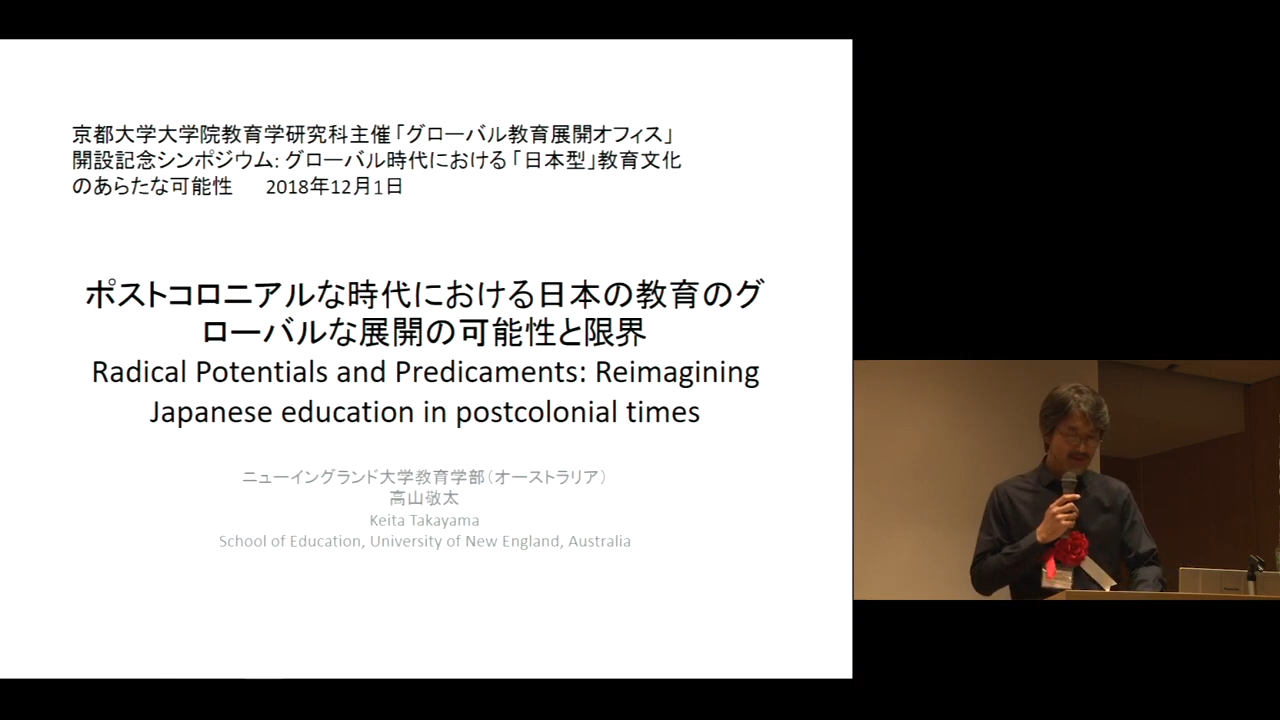 京都大学大学院教育学研究科主催「グローバル教育展開オフィス」
開設記念シンポジウム: グローバル時代における「日本型」教育文化
のあらたな可能性　2018年12月1日
ポストコロニアルな時代における日本の教育のグ
ローバルな展開の可能性と限界
Radical Potentials and Predicaments: Reimagining
Japanese education in postcolonial times
ニューイングランド大学教育学部（オーストラリア）
高山敬太
Keita Takayama
School of Education, University of New England, Australia